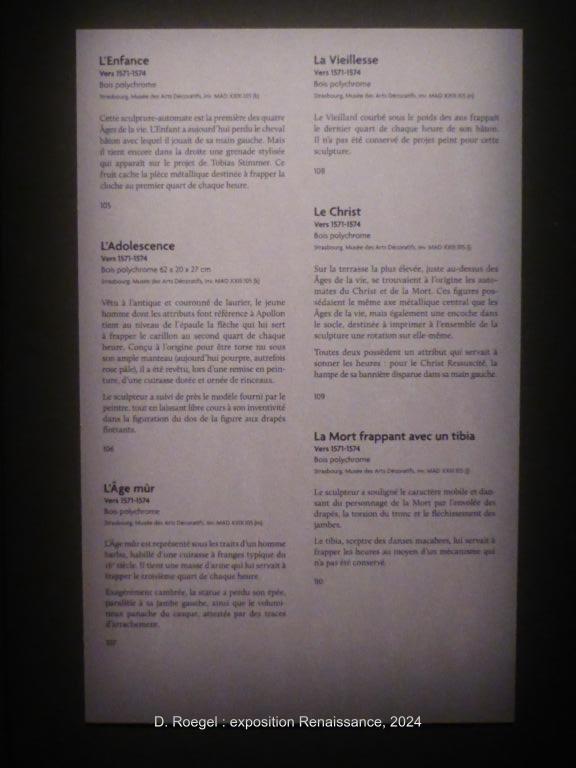 L'Enfance
Vers 1571-1574
Bois polychrome
Strasbourg, Musée des Arts Décoratifs, inv. MAD XXIII.105 (k)
Cette sculpture-automate est la première des quatre
Âges de la vie. L'Enfant a aujourd'hui perdu le cheval
bâton avec lequel il jouait de sa main gauche. Mais
il tient encore dans la droite une grenade stylisée
qui apparaît sur le projet de Tobias Stimmer. Ce
fruit cache la pièce métallique destinée à frapper la
cloche au premier quart de chaque heure.
105
L'Adolescence
Vers 1571-1574
Bois polychrome 62 x 20 x 27 cm
Strasbourg, Musée des Arts Décoratifs, inv. MAD XXIII.105
Vêtu à l'antique et couronné de laurier, le jeune
homme dont les attributs font référence à Apollon
tient au niveau de l'épaule la flèche qui lui sert
à frapper le carillon au second quart de chaque
heure. Conçu à l'origine pour être torse nu sous
son ample manteau (aujourd'hui pourpre, autrefois
rose pâle), il a été revêtu, lors d'une remise en pein-
ture, d'une cuirasse dorée et ornée de rinceaux.
Le sculpteur a suivi de près le modèle fourni par le
peintre, tout en laissant libre cours à son inventivité
dans la figuration du dos de la figure aux drapés
flottants.
106
L'Âge mûr
Vers 1571-1574
Bois polychrome
Strasbourg, Musée des Arts Décoratifs, inv. MAD XXIII.105 (m)
L'Âge mûr est représenté sous les traits d'un homme
barbu, habillé d'une cuirasse à franges typique du
siècle. Il tient une masse d'arme qui lui servait à
frapper le troisième quart de chaque heure.
Exagérément cambrée, la statue a perdu son épée,
parallèle à sa jambe gauche, ainsi que le volumi-
neux panache du casque, attestés par des traces
d'arrachement.
107
La Vieillesse
Vers 1571-1574
Bois polychrome
Strasbourg, Musée des Arts Décoratifs, inv. MAD XXIII.105 (n)
Le Vieillard courbé sous le poids des ans frappait
le dernier quart de chaque heure de son bâton.
Il n'a pas été conservé de projet peint pour cette
sculpture.
108
Le Christ
Vers 1571-1574
Bois polychrome
Strasbourg, Musée des Arts Décoratifs, inv. MAD XXIII.105
Sur la terrasse la plus élevée, juste au-dessus des
Âges de la vie, se trouvaient à l'origine les auto-
mates du Christ et de la Mort. Ces figures pos-
sédaient le même axe métallique central que les
Âges de la vie, mais également une encoche dans
le socle, destinée à imprimer à l'ensemble de la
sculpture une rotation sur elle-même.
Toutes deux possèdent un attribut qui servait à
sonner les heures : pour le Christ Ressuscité, la
hampe de sa bannière disparue dans sa main gauche.
109
La Mort frappant avec un tibia
Vers 1571-1574
Bois polychrome
Strasbourg, Musée des Arts Décoratifs, inv. MAD XXIII.105
Le sculpteur a souligné le caractère mobile et dan-
sant du personnage de la Mort par l'envolée des
drapés, la torsion du tronc et le fléchissement des
jambes.
Le tibia, sceptre des danses macabres, lui servait à
frapper les heures au moyen d'un mécanisme qui
n'a pas été conservé.
110
D. Roegel : exposition Renaissance, 2024